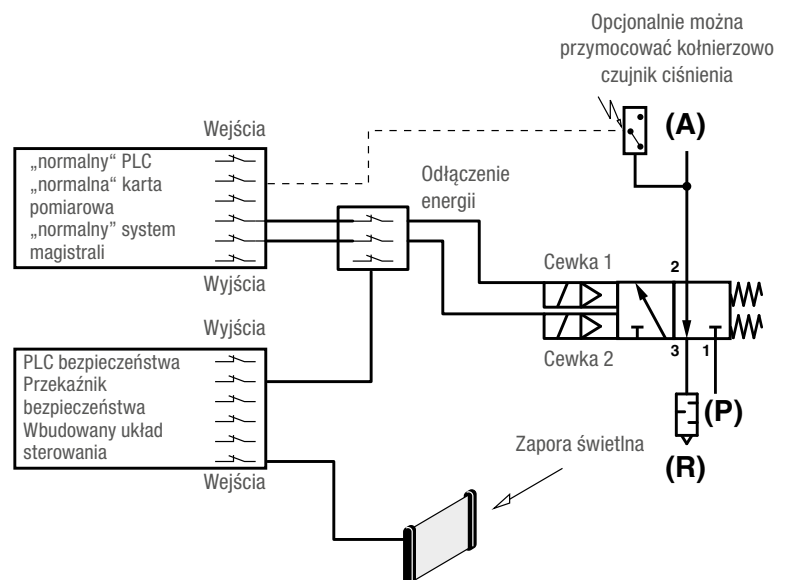 Opcjonalnie można
przymocować kołnierzowo
czujnik ciśnienia
(A)
Wejścia
„normalny“ PLC
„normalna“ karta
pomiarowa
„normalny” system
magistrali
Wyjścia
Odłączenie
energii
Cewka 1
2
Cewka 2
3
1
(P)
(R)
Wyjścia
PLC bezpieczeństwa
Przekaźnik
bezpieczeństwa
Wbudowany układ
sterowania
Wejścia
Zapora świetlna